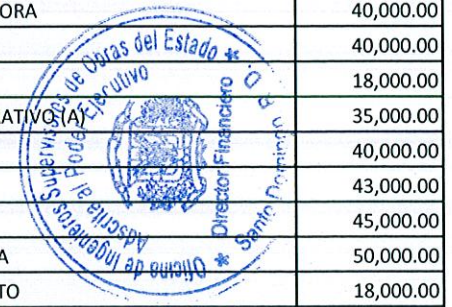 ORA 40,000.00
40,000.00
18,000.00
ATIVO (A) 35,000.00
40,000.00
43,000.00
45,000.00
A 50,000.00
TO 18,000.00
Oficina de Ingenieros Supervisores de Obras del Estado
Adscrita al Poder Ejecutivo
Director Financiero
* Santo Domingo R. D. *